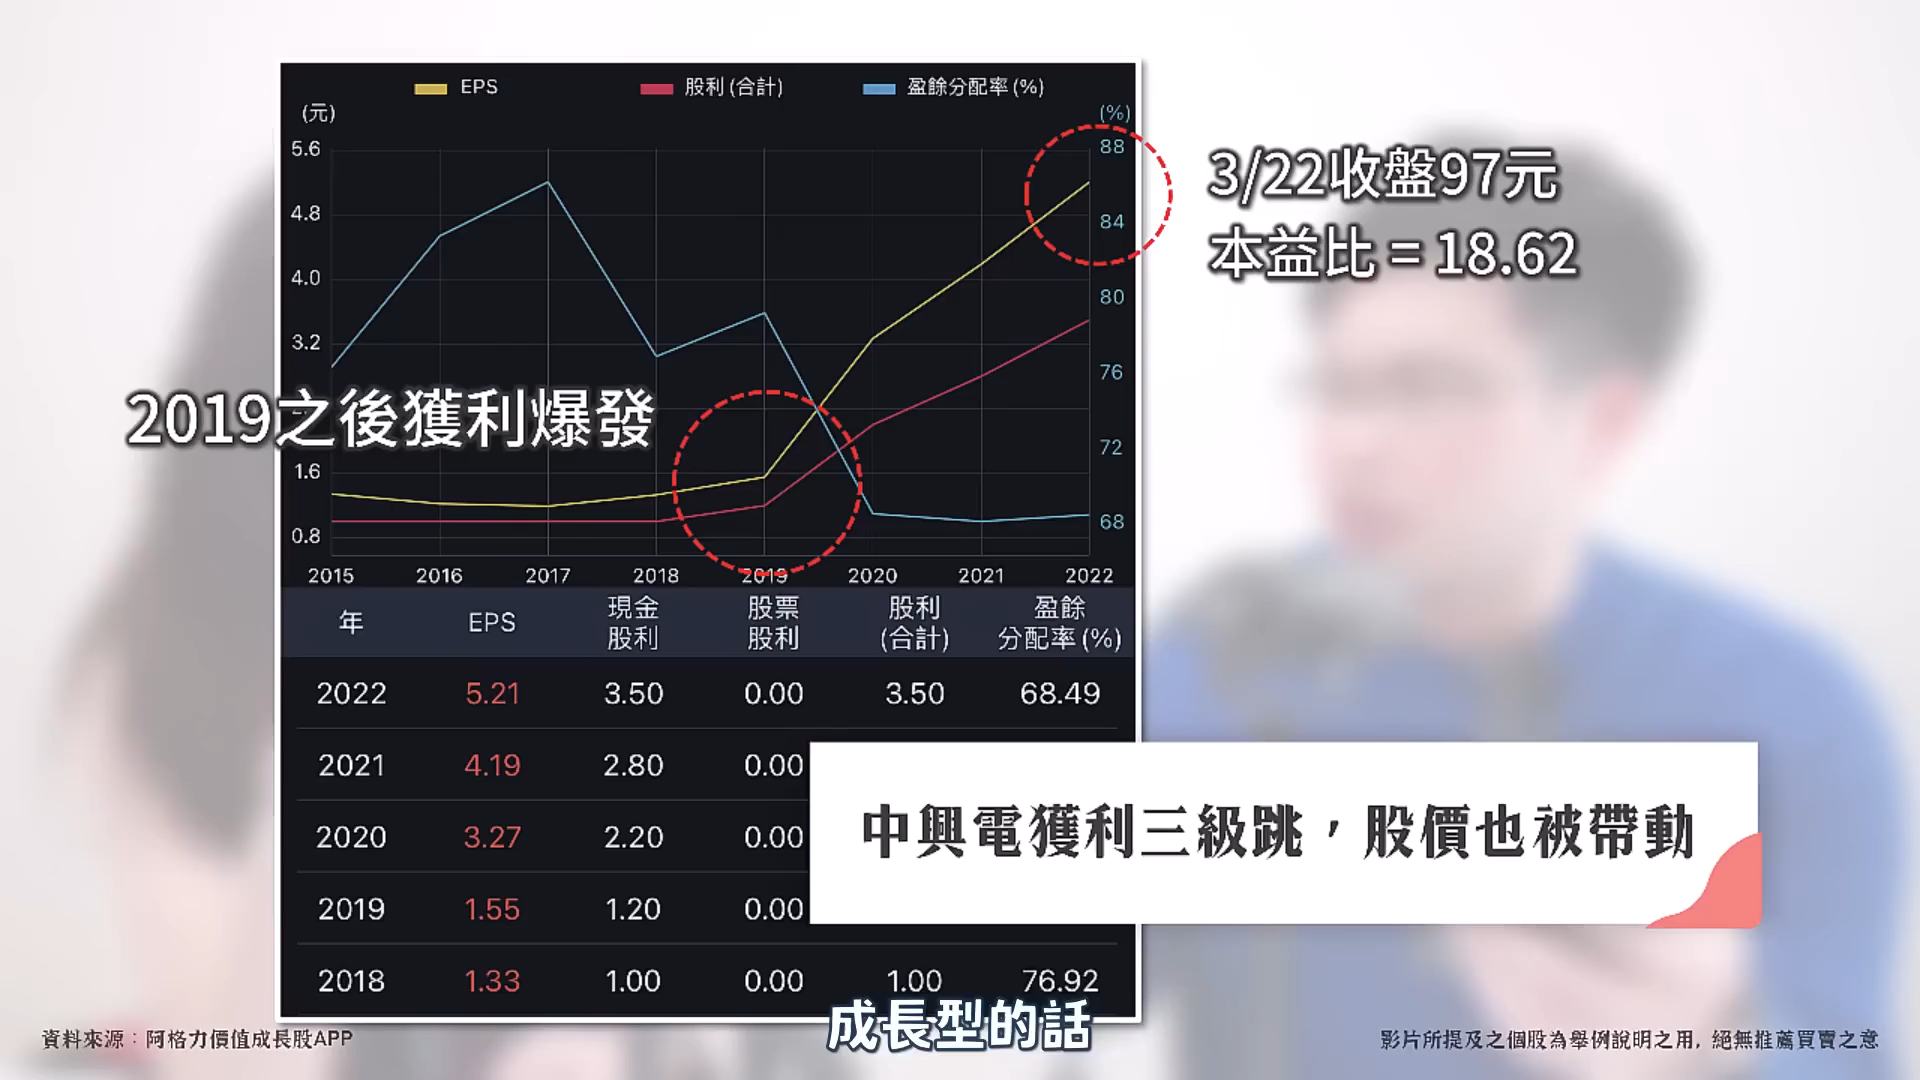 EPS 股利(合計) 盈餘分配率(%)
(元) (%)
5.6 88
4.8 84
4.0 80
3.2 76
72
1.6
0.8 68
2015 2016 2017 2018 2019 2020 2021 2022
3/22收盤97元
本益比 = 18.62
2019之後獲利爆發
年 EPS 現金股利 股票股利 股利(合計) 盈餘分配率(%)
2022 5.21 3.50 0.00 3.50 68.49
2021 4.19 2.80 0.00
2020 3.27 2.20 0.00
2019 1.55 1.20 0.00
2018 1.33 1.00 0.00 1.00 76.92
中興電獲利三級跳，股價也被帶動
成長型的話
資料來源：阿格力價值成長股APP
影片所提及之個股為舉例說明之用, 絕無推薦買賣之意